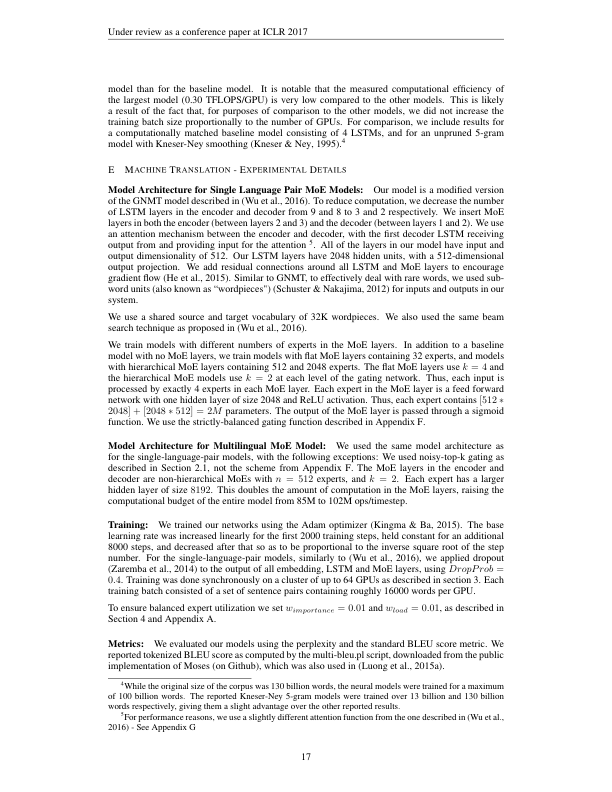 Under review as a conference paper at ICLR 2017
model than for the baseline model. It is notable that the measured computational efficiency of
the largest model (0.30 TFLOPS/GPU) is very low compared to the other models. This is likely
a result of the fact that, for purposes of comparison to the other models, we did not increase the
training batch size proportionally to the number of GPUs. For comparison, we include results for
a computationally matched baseline model consisting of 4 LSTMs, and for an unpruned 5-gram
model with Kneser-Ney smoothing (Kneser & Ney, 1995).⁴
E MACHINE TRANSLATION - EXPERIMENTAL DETAILS
Model Architecture for Single Language Pair MoE Models: Our model is a modified version
of the GNMT model described in (Wu et al., 2016). To reduce computation, we decrease the number
of LSTM layers in the encoder and decoder from 9 and 8 to 3 and 2 respectively. We insert MoE
layers in both the encoder (between layers 2 and 3) and the decoder (between layers 1 and 2). We use
an attention mechanism between the encoder and decoder, with the first decoder LSTM receiving
output from and providing input for the attention ⁵. All of the layers in our model have input and
output dimensionality of 512. Our LSTM layers have 2048 hidden units, with a 512-dimensional
output projection. We add residual connections around all LSTM and MoE layers to encourage
gradient flow (He et al., 2015). Similar to GNMT, to effectively deal with rare words, we used sub-
word units (also known as “wordpieces”) (Schuster & Nakajima, 2012) for inputs and outputs in our
system.
We use a shared source and target vocabulary of 32K wordpieces. We also used the same beam
search technique as proposed in (Wu et al., 2016).
We train models with different numbers of experts in the MoE layers. In addition to a baseline
model with no MoE layers, we train models with flat MoE layers containing 32 experts, and models
with hierarchical MoE layers containing 512 and 2048 experts. The flat MoE layers use k = 4 and
the hierarchical MoE models use k = 2 at each level of the gating network. Thus, each input is
processed by exactly 4 experts in each MoE layer. Each expert in the MoE layer is a feed forward
network with one hidden layer of size 2048 and ReLU activation. Thus, each expert contains [512 ∗
2048] + [2048 ∗ 512] = 2M parameters. The output of the MoE layer is passed through a sigmoid
function. We use the strictly-balanced gating function described in Appendix F.
Model Architecture for Multilingual MoE Model: We used the same model architecture as
for the single-language-pair models, with the following exceptions: We used noisy-top-k gating as
described in Section 2.1, not the scheme from Appendix F. The MoE layers in the encoder and
decoder are non-hierarchical MoEs with n = 512 experts, and k = 2. Each expert has a larger
hidden layer of size 8192. This doubles the amount of computation in the MoE layers, raising the
computational budget of the entire model from 85M to 102M ops/timestep.
Training: We trained our networks using the Adam optimizer (Kingma & Ba, 2015). The base
learning rate was increased linearly for the first 2000 training steps, held constant for an additional
8000 steps, and decreased after that so as to be proportional to the inverse square root of the step
number. For the single-language-pair models, similarly to (Wu et al., 2016), we applied dropout
(Zaremba et al., 2014) to the output of all embedding, LSTM and MoE layers, using DropProb =
0.4. Training was done synchronously on a cluster of up to 64 GPUs as described in section 3. Each
training batch consisted of a set of sentence pairs containing roughly 16000 words per GPU.
To ensure balanced expert utilization we set w_importance = 0.01 and w_load = 0.01, as described in
Section 4 and Appendix A.
Metrics: We evaluated our models using the perplexity and the standard BLEU score metric. We
reported tokenized BLEU score as computed by the multi-bleu.pl script, downloaded from the public
implementation of Moses (on Github), which was also used in (Luong et al., 2015a).
⁴While the original size of the corpus was 130 billion words, the neural models were trained for a maximum
of 100 billion words. The reported Kneser-Ney 5-gram models were trained over 13 billion and 130 billion
words respectively, giving them a slight advantage over the other reported results.
⁵For performance reasons, we use a slightly different attention function from the one described in (Wu et al.,
2016) - See Appendix G
17